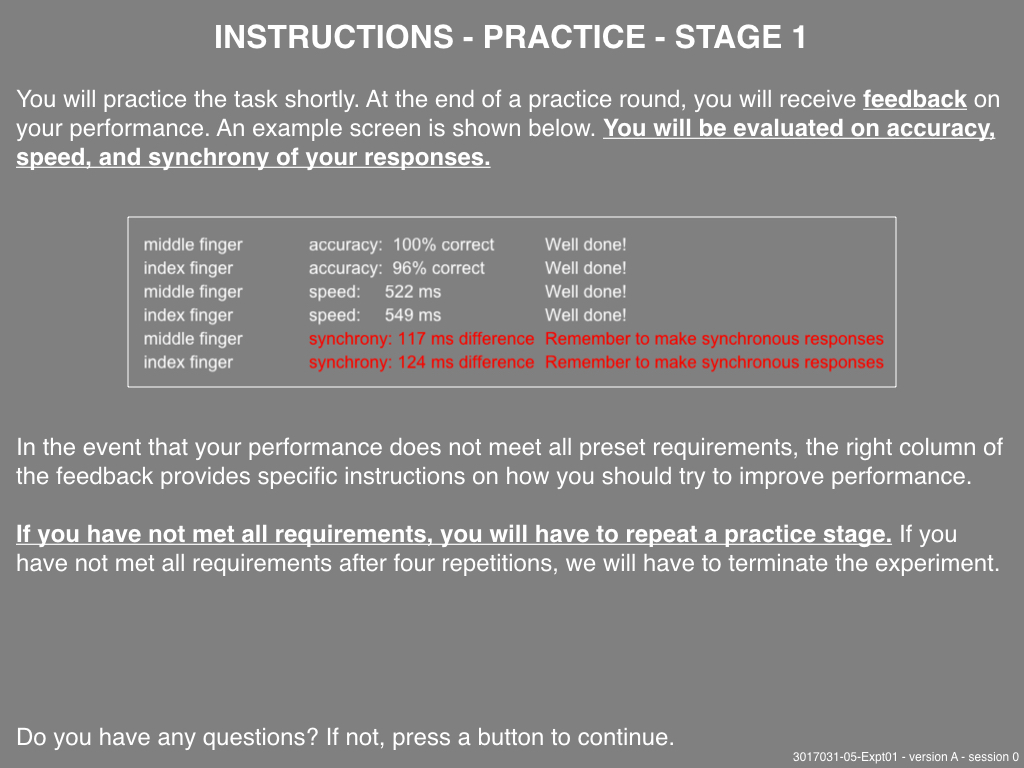 INSTRUCTIONS - PRACTICE - STAGE 1
You will practice the task shortly. At the end of a practice round, you will receive feedback on
your performance. An example screen is shown below. You will be evaluated on accuracy,
speed, and synchrony of your responses.
middle finger accuracy: 100% correct Well done!
index finger accuracy: 96% correct Well done!
middle finger speed: 522 ms Well done!
index finger speed: 549 ms Well done!
middle finger synchrony: 117 ms difference Remember to make synchronous responses
index finger synchrony: 124 ms difference Remember to make synchronous responses
In the event that your performance does not meet all preset requirements, the right column of
the feedback provides specific instructions on how you should try to improve performance.
If you have not met all requirements, you will have to repeat a practice stage. If you
have not met all requirements after four repetitions, we will have to terminate the experiment.
Do you have any questions? If not, press a button to continue.
3017031-05-Expt01 - version A - session 0